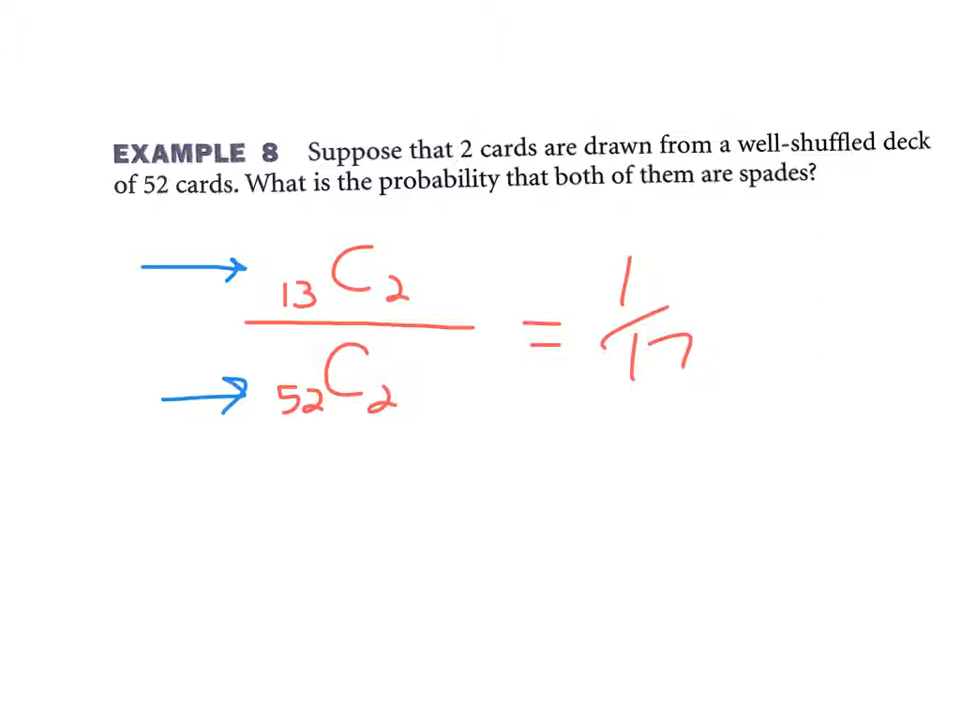 EXAMPLE 8 Suppose that 2 cards are drawn from a well-shuffled deck
of 52 cards. What is the probability that both of them are spades?
13C2
52C2
= 1/17